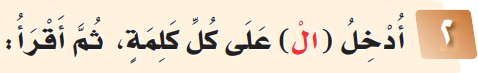 ٢ أُدْخِلُ (الْ) عَلَى كُلِّ كَلِمَةٍ، ثُمَّ أَقْرَأُ: